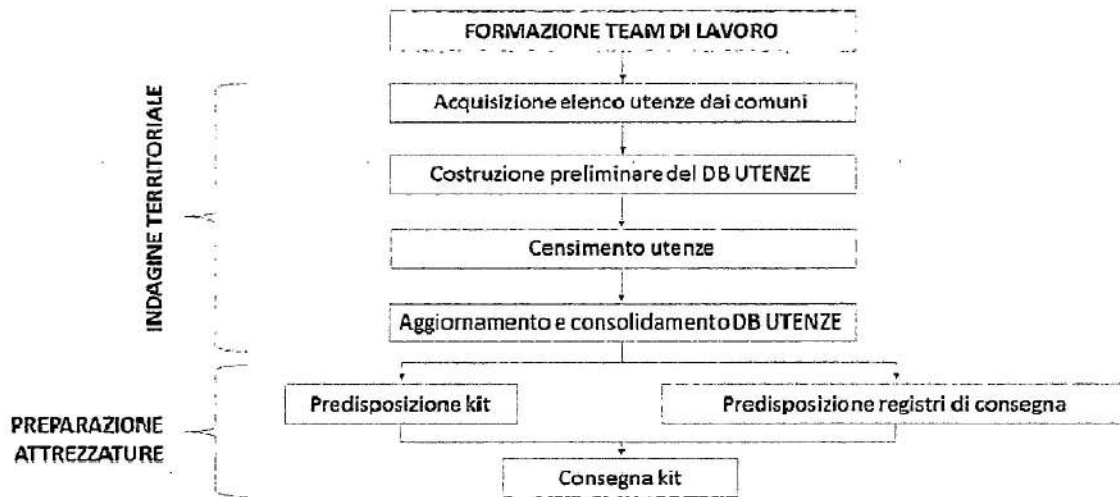 FORMAZIONE TEAM DI LAVORO
INDAGINE TERRITORIALE
Acquisizione elenco utenze dai comuni
Costruzione preliminare del DB UTENZE
Censimento utenze
Aggiornamento e consolidamento DB UTENZE
PREPARAZIONE
ATTREZZATURE
Predisposizione kit
Predisposizione registri di consegna
Consegna kit